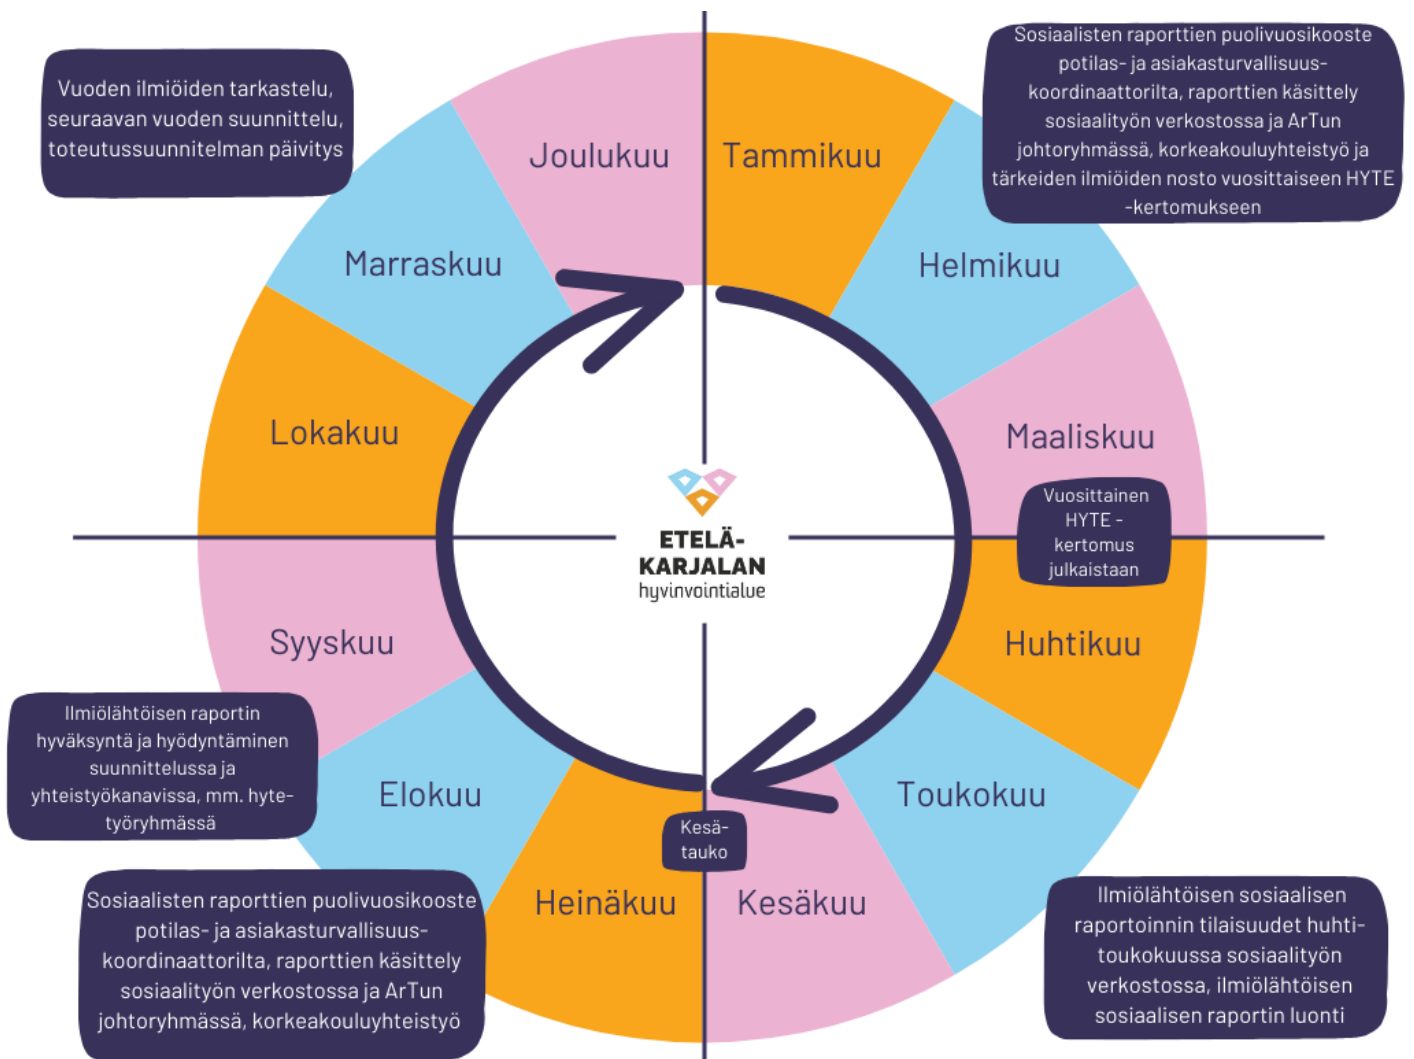 Vuoden ilmiöiden tarkastelu,
seuraavan vuoden suunnittelu,
toteutussuunnitelman päivitys
Joulukuu
Tammikuu
Sosiaalisten raporttien puolivuosikooste
potilas- ja asiakasturvallisuus-
koordinaattorilta, raporttien käsittely
sosiaalityön verkostossa ja ArTun
johtoryhmässä, korkeakouluyhteistyö ja
tärkeiden ilmiöiden nosto vuosittaiseen HYTE
-kertomukseen
Marraskuu
Helmikuu
Lokakuu
Maaliskuu
Vuosittainen
HYTE -
kertomus
julkaistaan
ETELÄ-
KARJALAN
hyvinvointialue
Syyskuu
Huhtikuu
Ilmiölähtöisen raportin
hyväksyntä ja hyödyntäminen
suunnittelussa ja
yhteistyökanavissa, mm. hyte-
työryhmässä
Elokuu
Toukokuu
Kesä-
tauko
Heinäkuu
Kesäkuu
Sosiaalisten raporttien puolivuosikooste
potilas- ja asiakasturvallisuus-
koordinaattorilta, raporttien käsittely
sosiaalityön verkostossa ja ArTun
johtoryhmässä, korkeakouluyhteistyö
Ilmiölähtöisen sosiaalisen
raportoinnin tilaisuudet huhti-
toukokuussa sosiaalityön
verkostossa, ilmiölähtöisen
sosiaalisen raportin luonti